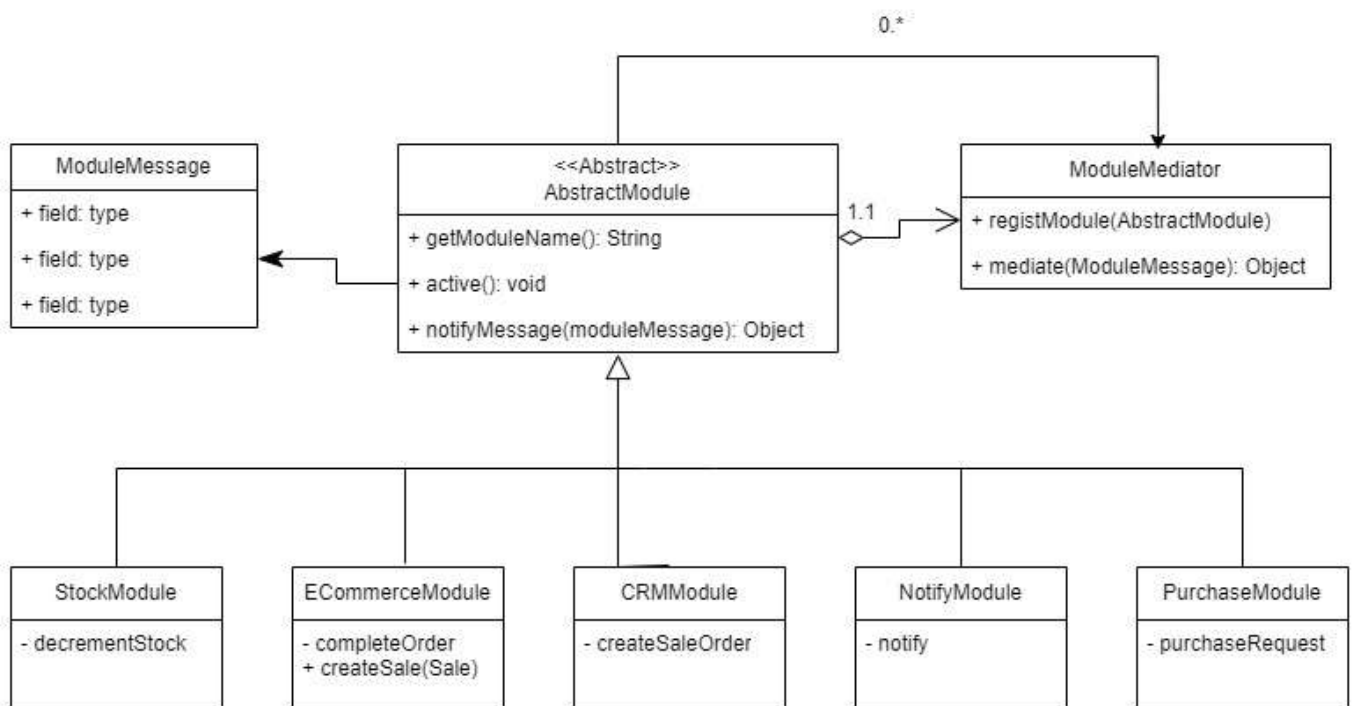 0.*
ModuleMessage
+ field: type
+ field: type
+ field: type
<<Abstract>>
AbstractModule
+ getModuleName(): String
+ active(): void
+ notifyMessage(moduleMessage): Object
1.1
ModuleMediator
+ registModule(AbstractModule)
+ mediate(ModuleMessage): Object
StockModule
- decrementStock
ECommerceModule
- completeOrder
+ createSale(Sale)
CRMModule
- createSaleOrder
NotifyModule
- notify
PurchaseModule
- purchaseRequest